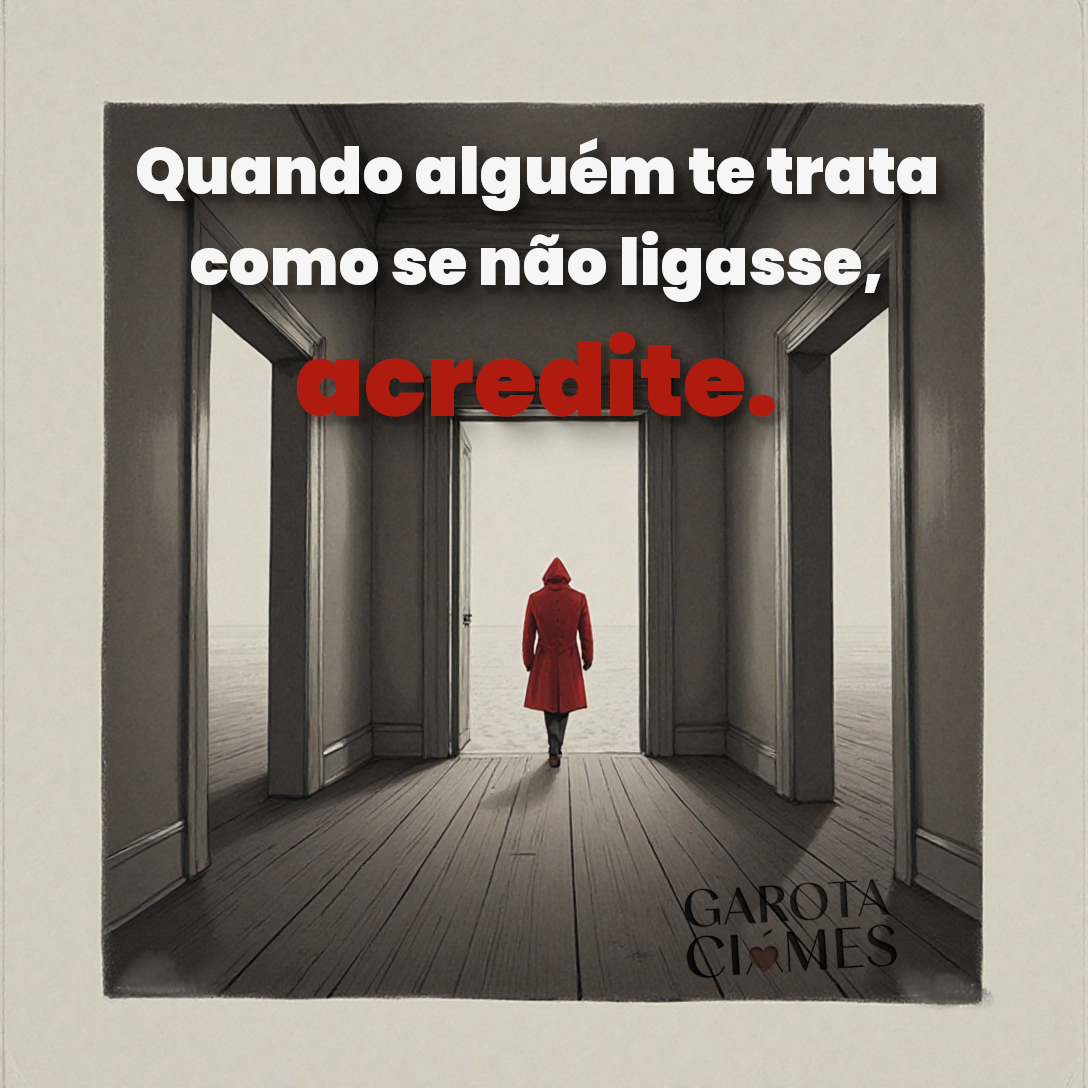 Quando alguém te trata
como se não ligasse,
acredite.
GAROTA
CIÚMES